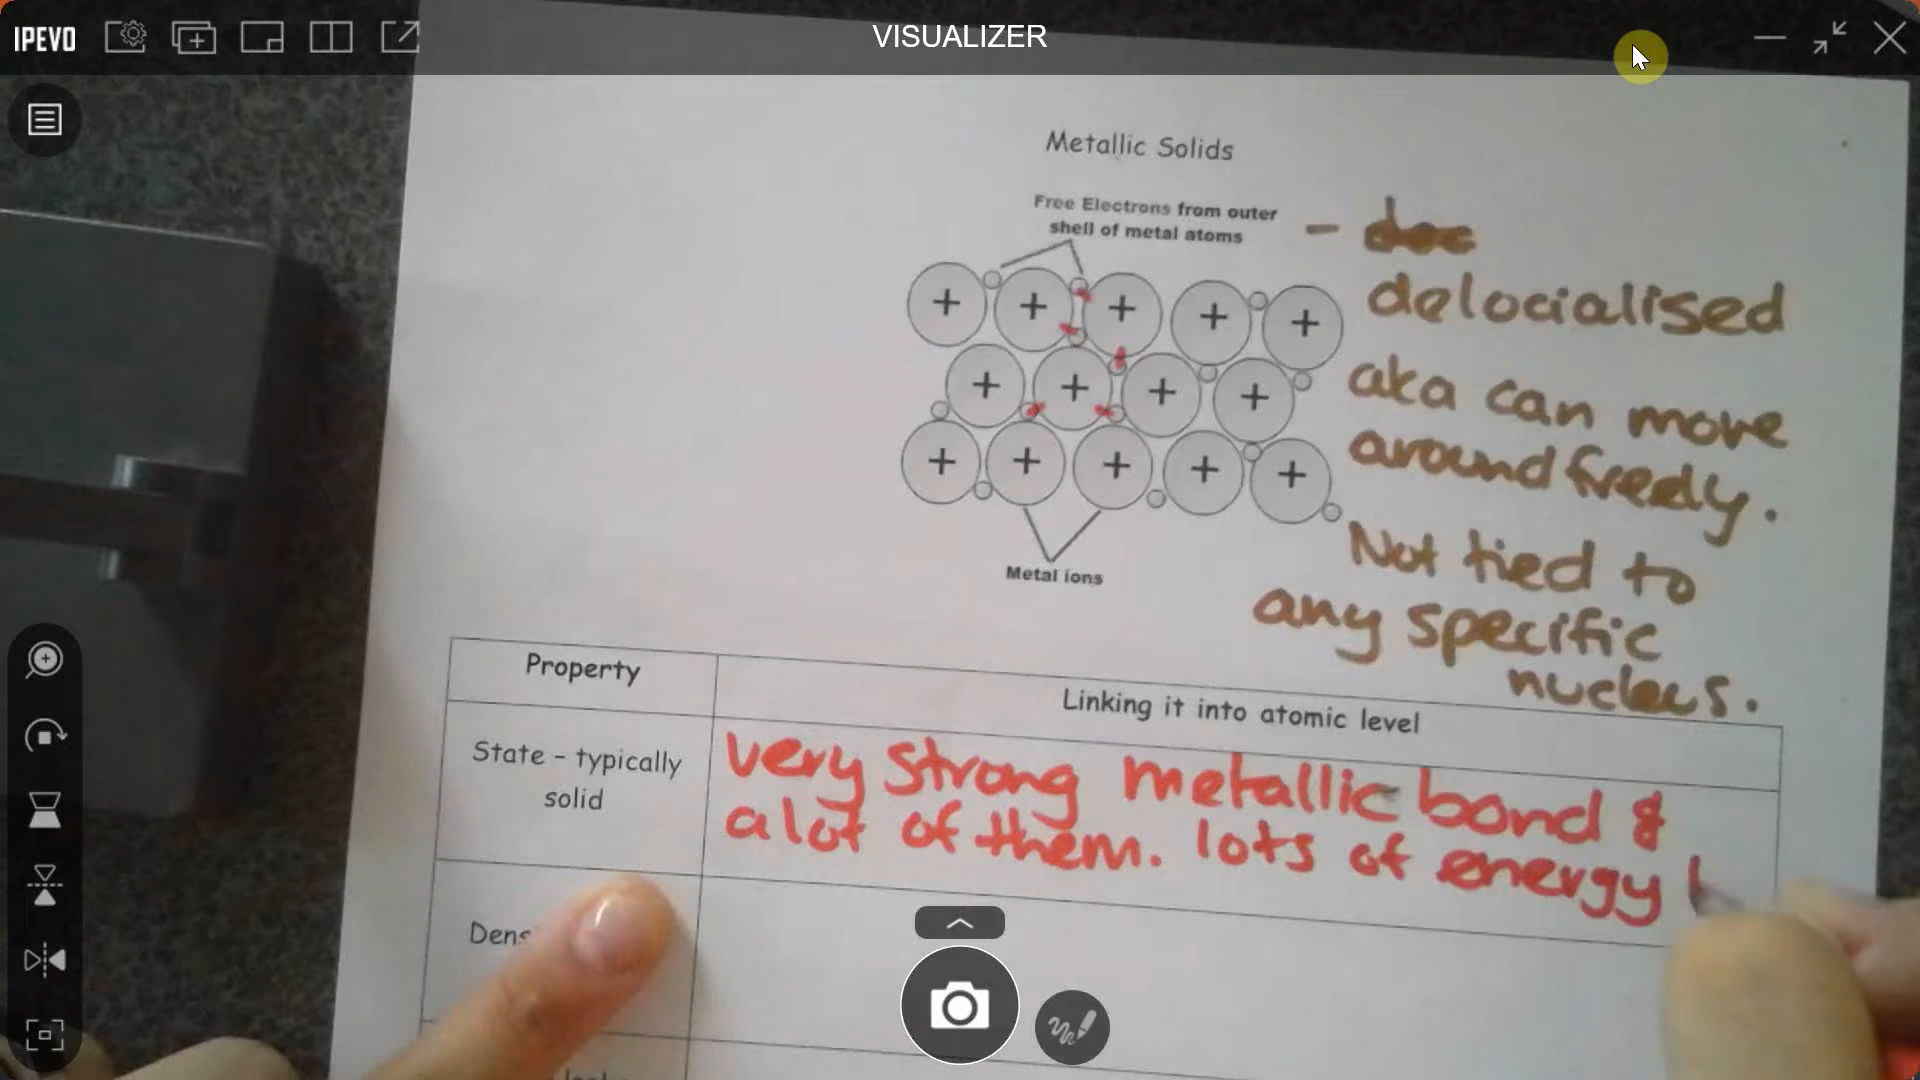 IPEVO
VISUALIZER
Metallic Solids
Free Electrons from outer
shell of metal atoms
-
delocialised
aka can move
around freely.
Not tied to
any specific
nucleus.
+ + + + +
+ + + +
+ + + + +
Metal ions
Property
Linking it into atomic level
State - typically
solid
very strong metallic bond &
a lot of them. lots of energy
Dens